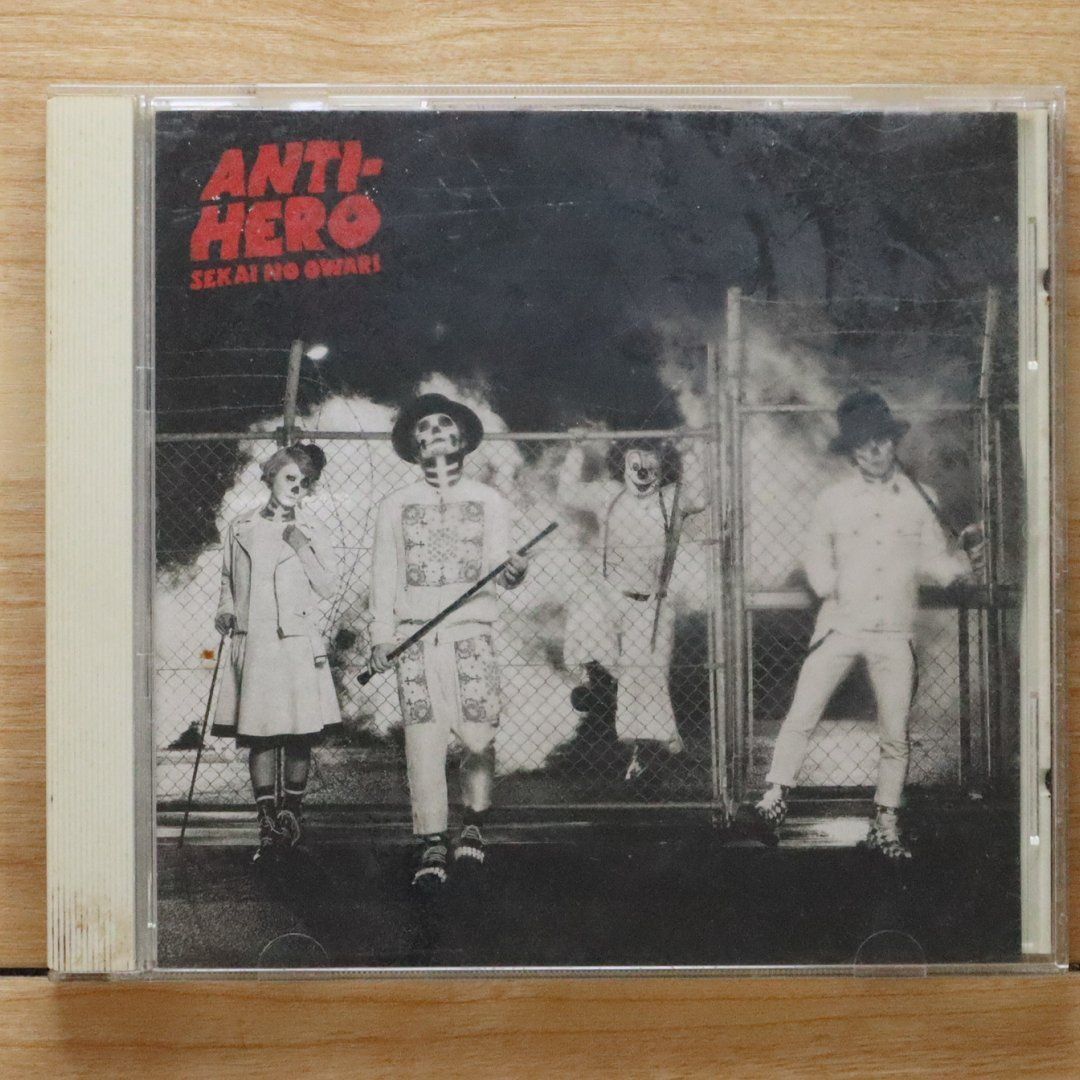 ANTI-
HERO
SEKAI NO OWARI